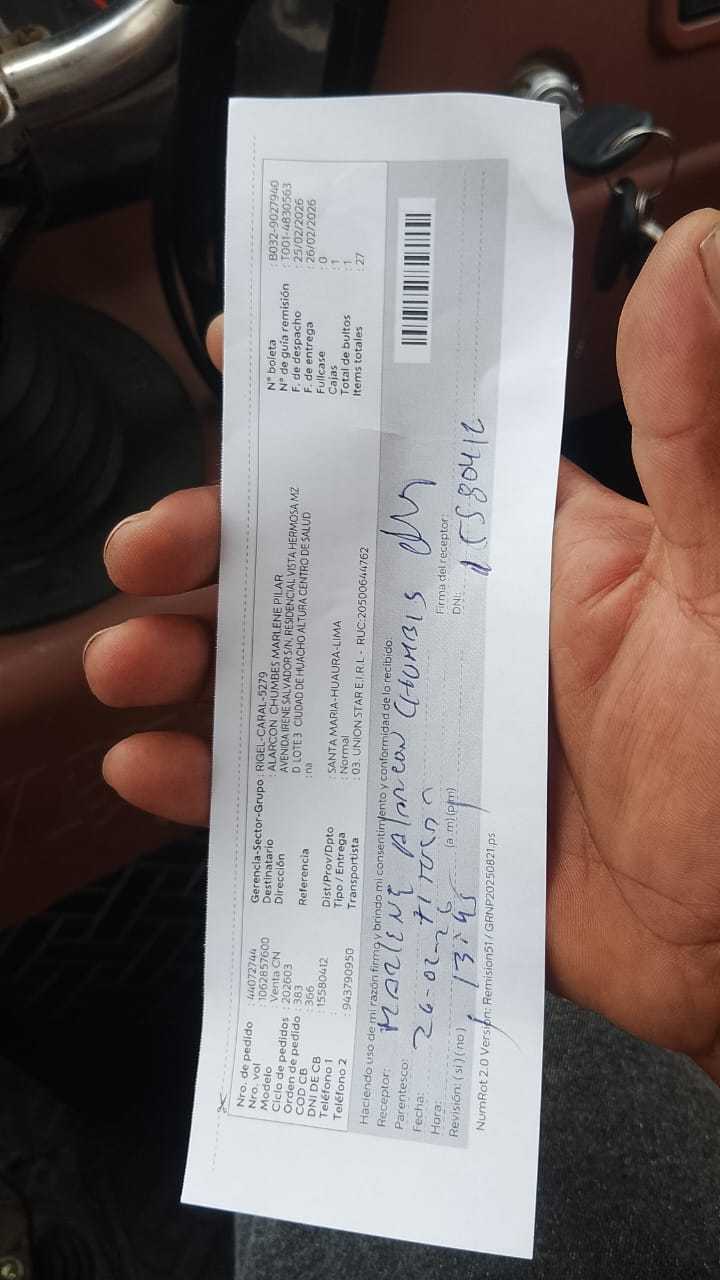 Nro. de pedido : 44072744
Nro. vol : 1062857600
Modelo : Venta CN
Ciclo de pedidos : 202603
Orden de pedido : 383
COD CB : 366
DNI DE CB : 15580412
Teléfono 1 :
Teléfono 2 : 943790950
Gerencia-Sector-Grupo : RIGEL-CARAL-5279
Destinatario : ALARCON CHUMBES MARLENE PILAR
Dirección : AVENIDA IRENE SALVADOR S/N, RESIDENCIAL VISTA HERMOSA MZ
D LOTE 3 CIUDAD DE HUACHO ALTURA CENTRO DE SALUD
Referencia : na
Dist/Prov/Dpto : SANTA MARIA-HUAURA-LIMA
Tipo / Entrega : Normal
Transportista : 03. UNION STAR E.I.R.L - RUC:20500644762
N° boleta : B032-9027940
N° de guía remisión : T001-4830563
F. de despacho : 25/02/2026
F. de entrega : 26/02/2026
Fullcase : 0
Cajas : 1
Total de bultos : 1
Items totales : 27
Haciendo uso de mi razón firmo y brindo mi consentimiento y conformidad de lo recibido:
Receptor: MARLENE Alarcon CHUMBIS
Parentesco: titular
Fecha: 26-02-26
Firma del receptor:
Hora: 13:45 (a.m)(p.m)
DNI: 15580412
Revisión: (si) (no)
NumRot 2.0 Versión: Remision51 / GRNP20250821.ps